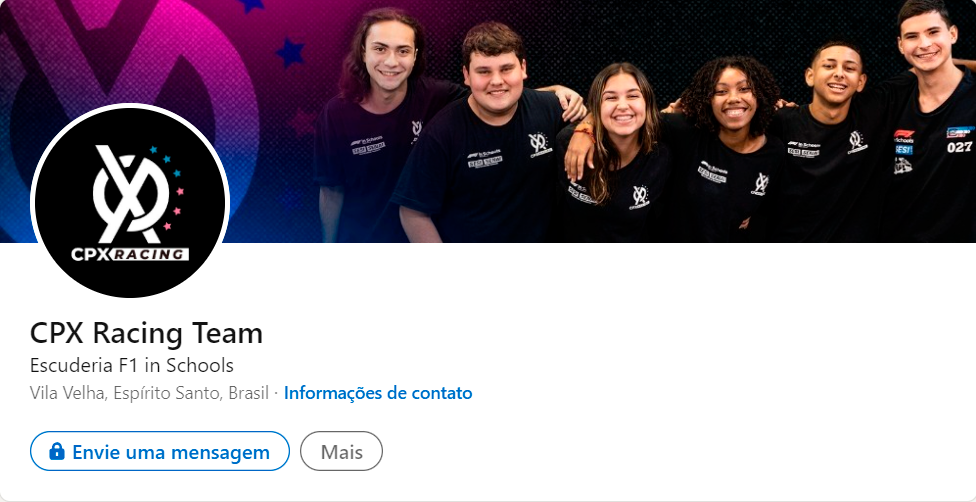 027
CPX RACING
CPX Racing Team
Escuderia F1 in Schools
Vila Velha, Espírito Santo, Brasil · Informações de contato
Envie uma mensagem
Mais